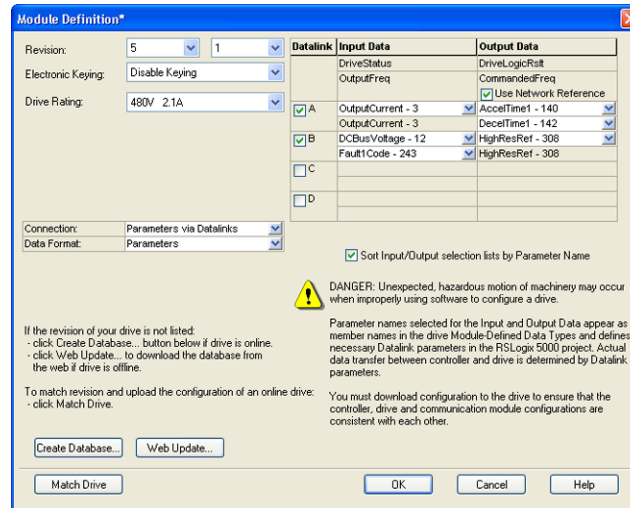 Module Definition*
Revision: 5 1
Electronic Keying: Disable Keying
Drive Rating: 480V 2.1A
Datalink Input Data Output Data
DriveStatus DriveLogicRslt
OutputFreq CommandedFreq
Use Network Reference
A OutputCurrent - 3 AccelTime1 - 140
OutputCurrent - 3 DecelTime1 - 142
B DCBusVoltage - 12 HighResRef - 308
Fault1Code - 243 HighResRef - 308
C
D
Connection: Parameters via Datalinks
Data Format: Parameters
Sort Input/Output selection lists by Parameter Name
DANGER: Unexpected, hazardous motion of machinery may occur
when improperly using software to configure a drive.
If the revision of your drive is not listed:
- click Create Database... button below if drive is online.
- click Web Update... to download the database from
the web if drive is offline.
To match revision and upload the configuration of an online drive:
- click Match Drive.
Parameter names selected for the Input and Output Data appear as
member names in the drive Module-Defined Data Types and defines
necessary Datalink parameters in the RSLogix 5000 project. Actual
data transfer between controller and drive is determined by Datalink
parameters.
You must download configuration to the drive to ensure that the
controller, drive and communication module configurations are
consistent with each other.
Create Database... Web Update...
Match Drive OK Cancel Help